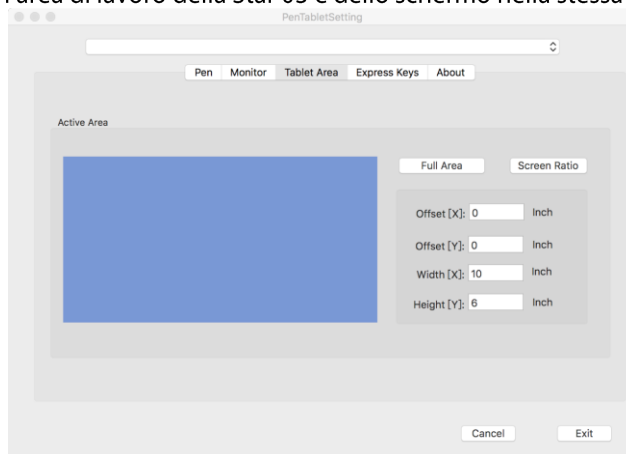 l'area di lavoro della Star 03 e dello schermo nella stessa
PenTabletSetting
Pen Monitor Tablet Area Express Keys About
Active Area
Full Area Screen Ratio
Offset [X]: 0 Inch
Offset [Y]: 0 Inch
Width [X]: 10 Inch
Height [Y]: 6 Inch
Cancel Exit